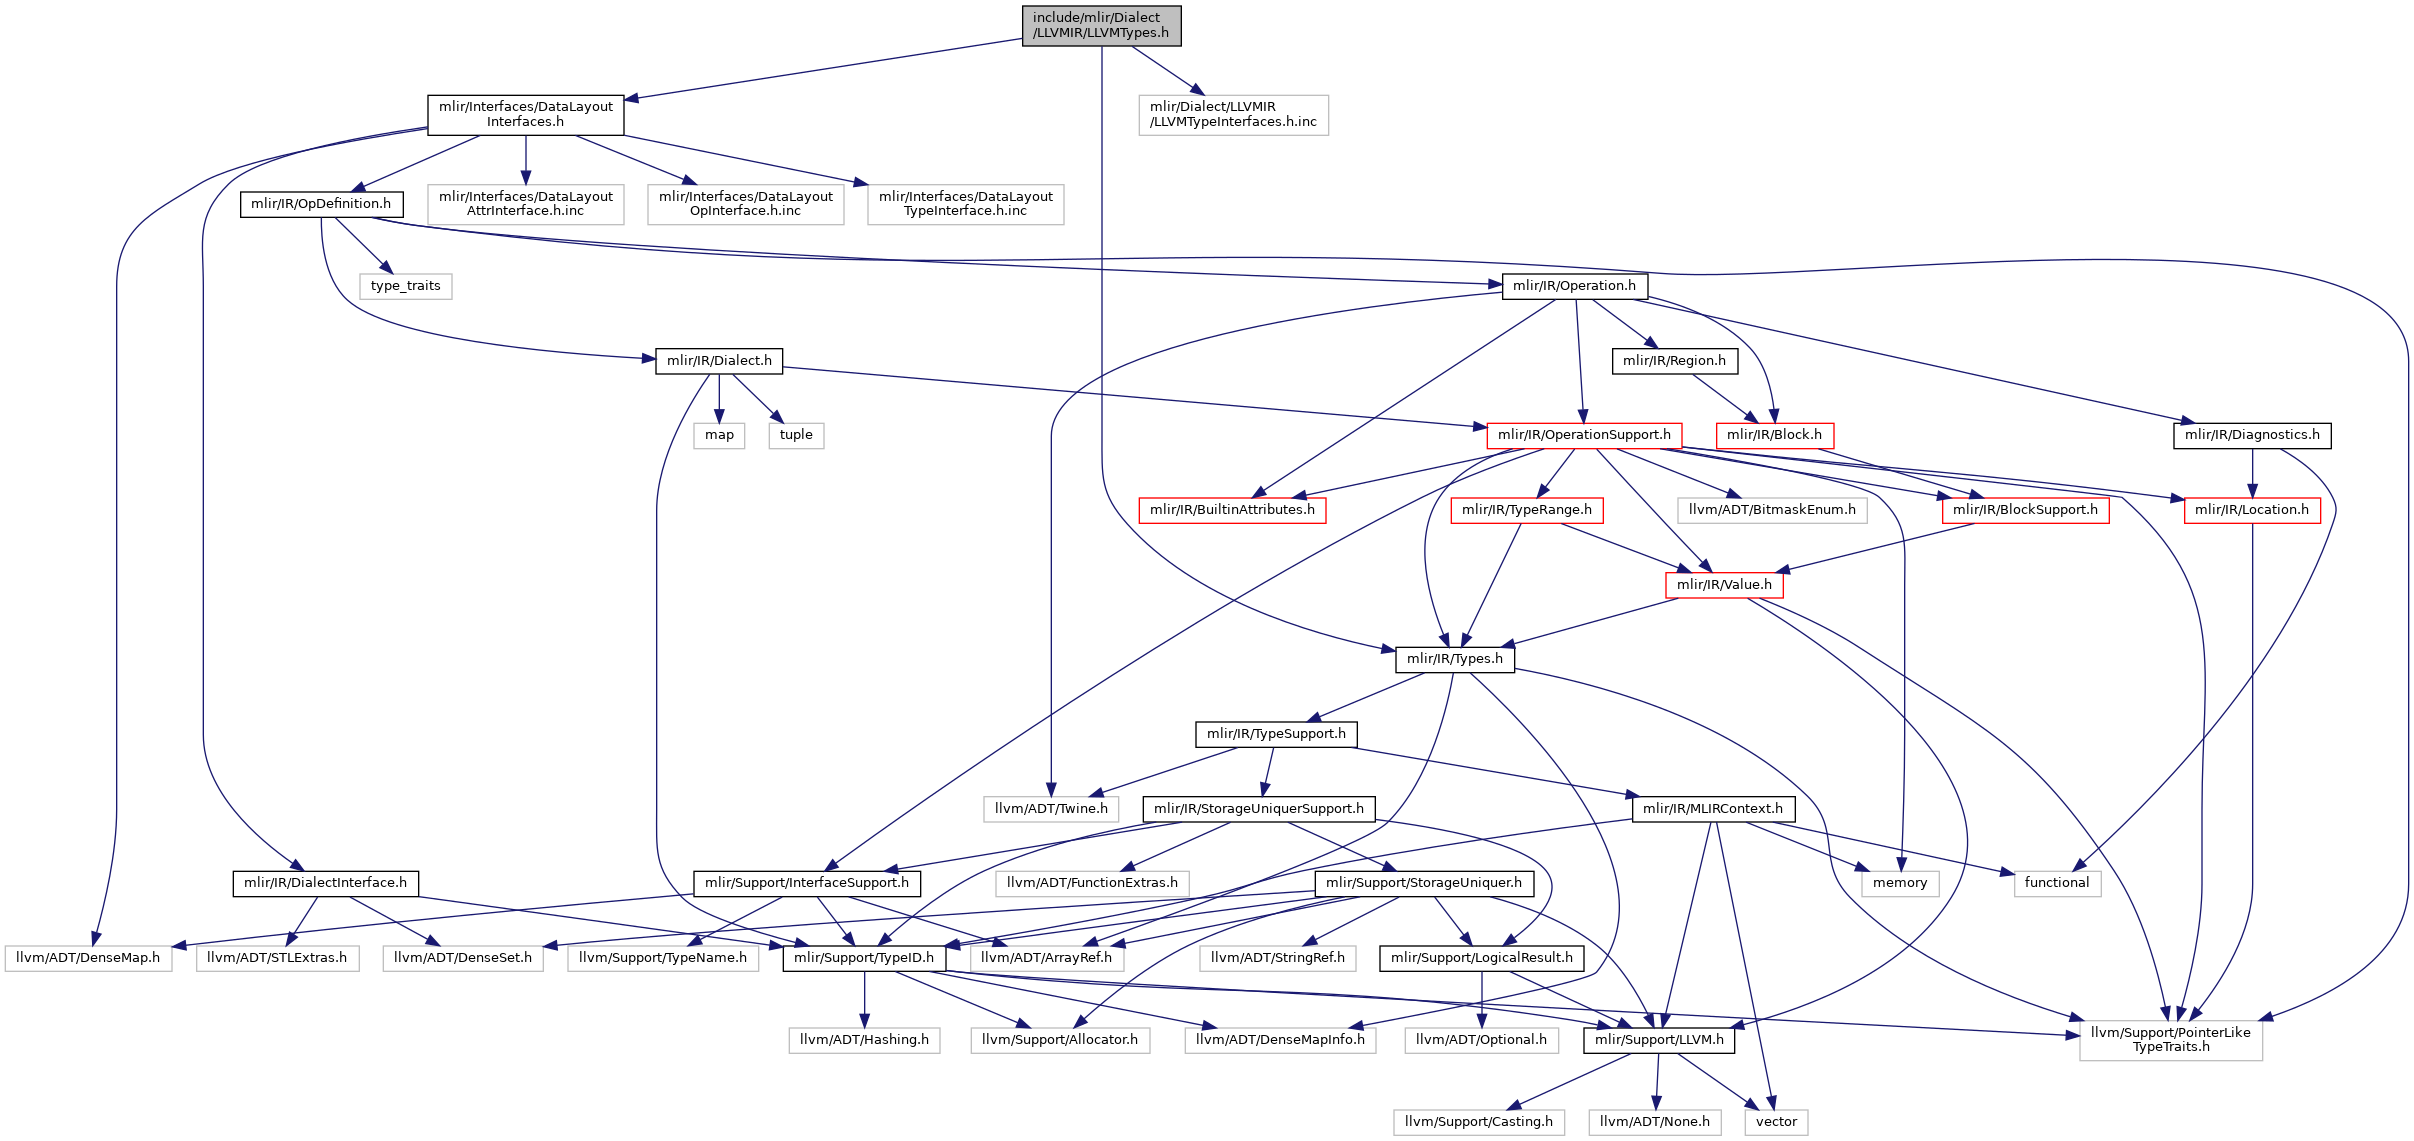 include/mlir/Dialect
/LLVMIR/LLVMTypes.h
mlir/Interfaces/DataLayout
Interfaces.h
mlir/Dialect/LLVMIR
/LLVMTypeInterfaces.h.inc
mlir/IR/OpDefinition.h
mlir/Interfaces/DataLayout
AttrInterface.h.inc
mlir/Interfaces/DataLayout
OpInterface.h.inc
mlir/Interfaces/DataLayout
TypeInterface.h.inc
type_traits
mlir/IR/Operation.h
mlir/IR/Dialect.h
mlir/IR/Region.h
map
tuple
mlir/IR/OperationSupport.h
mlir/IR/Block.h
mlir/IR/Diagnostics.h
mlir/IR/BuiltinAttributes.h
mlir/IR/TypeRange.h
llvm/ADT/BitmaskEnum.h
mlir/IR/BlockSupport.h
mlir/IR/Location.h
mlir/IR/Value.h
mlir/IR/Types.h
mlir/IR/TypeSupport.h
llvm/ADT/Twine.h
mlir/IR/StorageUniquerSupport.h
mlir/IR/MLIRContext.h
mlir/IR/DialectInterface.h
mlir/Support/InterfaceSupport.h
llvm/ADT/FunctionExtras.h
mlir/Support/StorageUniquer.h
memory
functional
llvm/ADT/DenseMap.h
llvm/ADT/STLExtras.h
llvm/ADT/DenseSet.h
llvm/Support/TypeName.h
mlir/Support/TypeID.h
llvm/ADT/ArrayRef.h
llvm/ADT/StringRef.h
mlir/Support/LogicalResult.h
llvm/ADT/Hashing.h
llvm/Support/Allocator.h
llvm/ADT/DenseMapInfo.h
llvm/ADT/Optional.h
mlir/Support/LLVM.h
llvm/Support/PointerLike
TypeTraits.h
llvm/Support/Casting.h
llvm/ADT/None.h
vector